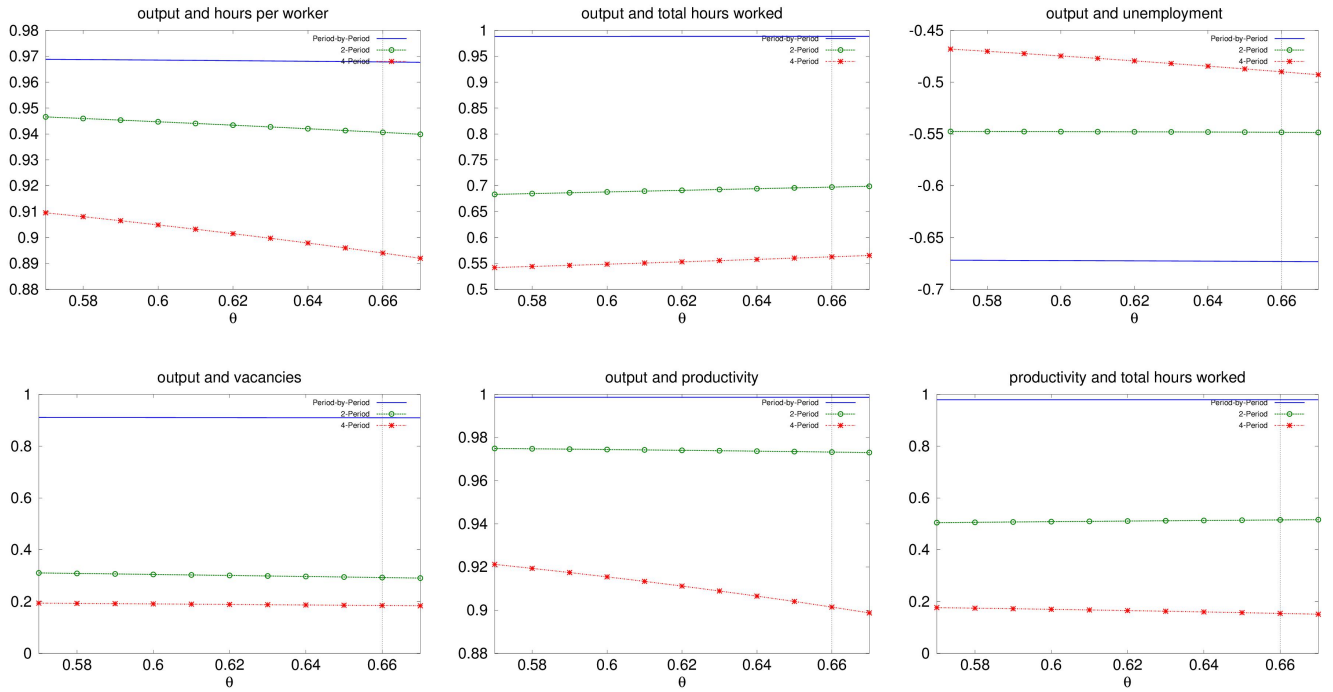 output and hours per worker
0.98
0.97
0.96
0.95
0.94
0.93
0.92
0.91
0.9
0.89
0.88
Period-by-Period
2-Period
4-Period
0.58 0.6 0.62 0.64 0.66
θ
output and total hours worked
1
0.95
0.9
0.85
0.8
0.75
0.7
0.65
0.6
0.55
0.5
Period-by-Period
2-Period
4-Period
0.58 0.6 0.62 0.64 0.66
θ
output and unemployment
-0.45
-0.5
-0.55
-0.6
-0.65
-0.7
Period-by-Period
2-Period
4-Period
0.58 0.6 0.62 0.64 0.66
θ
output and vacancies
1
0.8
0.6
0.4
0.2
0
Period-by-Period
2-Period
4-Period
0.58 0.6 0.62 0.64 0.66
θ
output and productivity
1
0.98
0.96
0.94
0.92
0.9
0.88
Period-by-Period
2-Period
4-Period
0.58 0.6 0.62 0.64 0.66
θ
productivity and total hours worked
1
0.8
0.6
0.4
0.2
0
Period-by-Period
2-Period
4-Period
0.58 0.6 0.62 0.64 0.66
θ